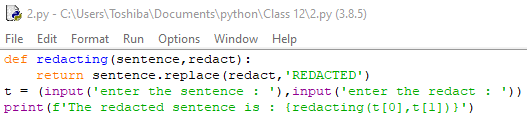 2.py - C:\Users\Toshiba\Documents\python\Class 12\2.py (3.8.5)
File Edit Format Run Options Window Help
def redacting(sentence,redact):
    return sentence.replace(redact,'REDACTED')
t = (input('enter the sentence : '),input('enter the redact : '))
print(f'The redacted sentence is : {redacting(t[0],t[1])}')